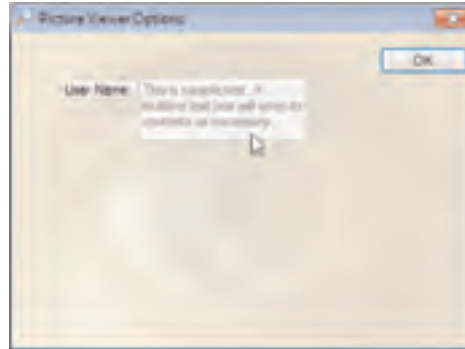 Picture Viewer Options
OK
User Name: This is sample text. A
multiline text box will wrap its
contents as necessary.